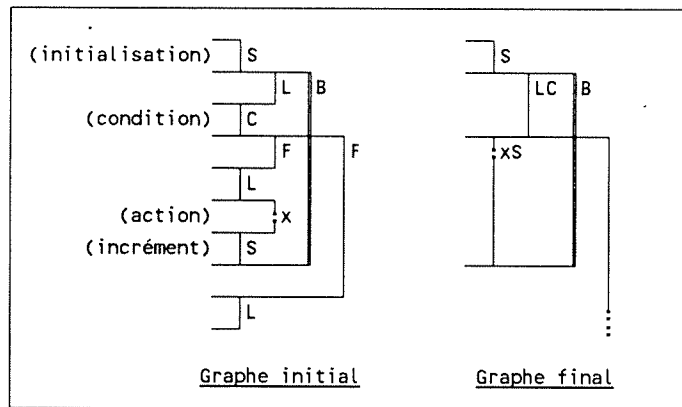 (initialisation) S S
L B LC B
(condition) C
F F xS
L
(action) x
(incrément) S
L
Graphe initial Graphe final